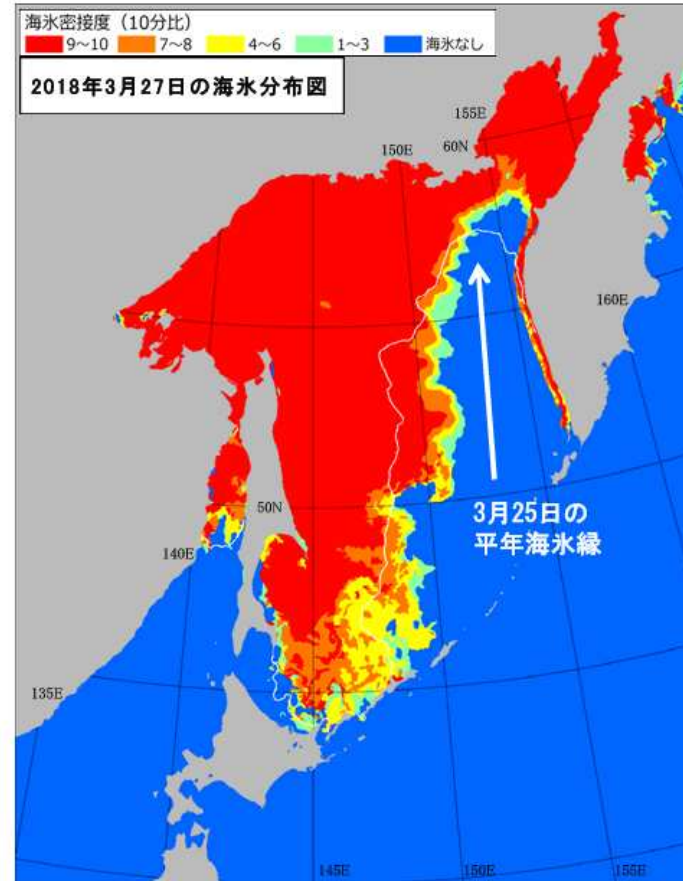 海氷密接度（10分比）
9～10 7～8 4～6 1～3 海氷なし
2018年3月27日の海氷分布図
155E
150E
60N
160E
50N
3月25日の
平年海氷縁
140E
135E
145E
150E
155E